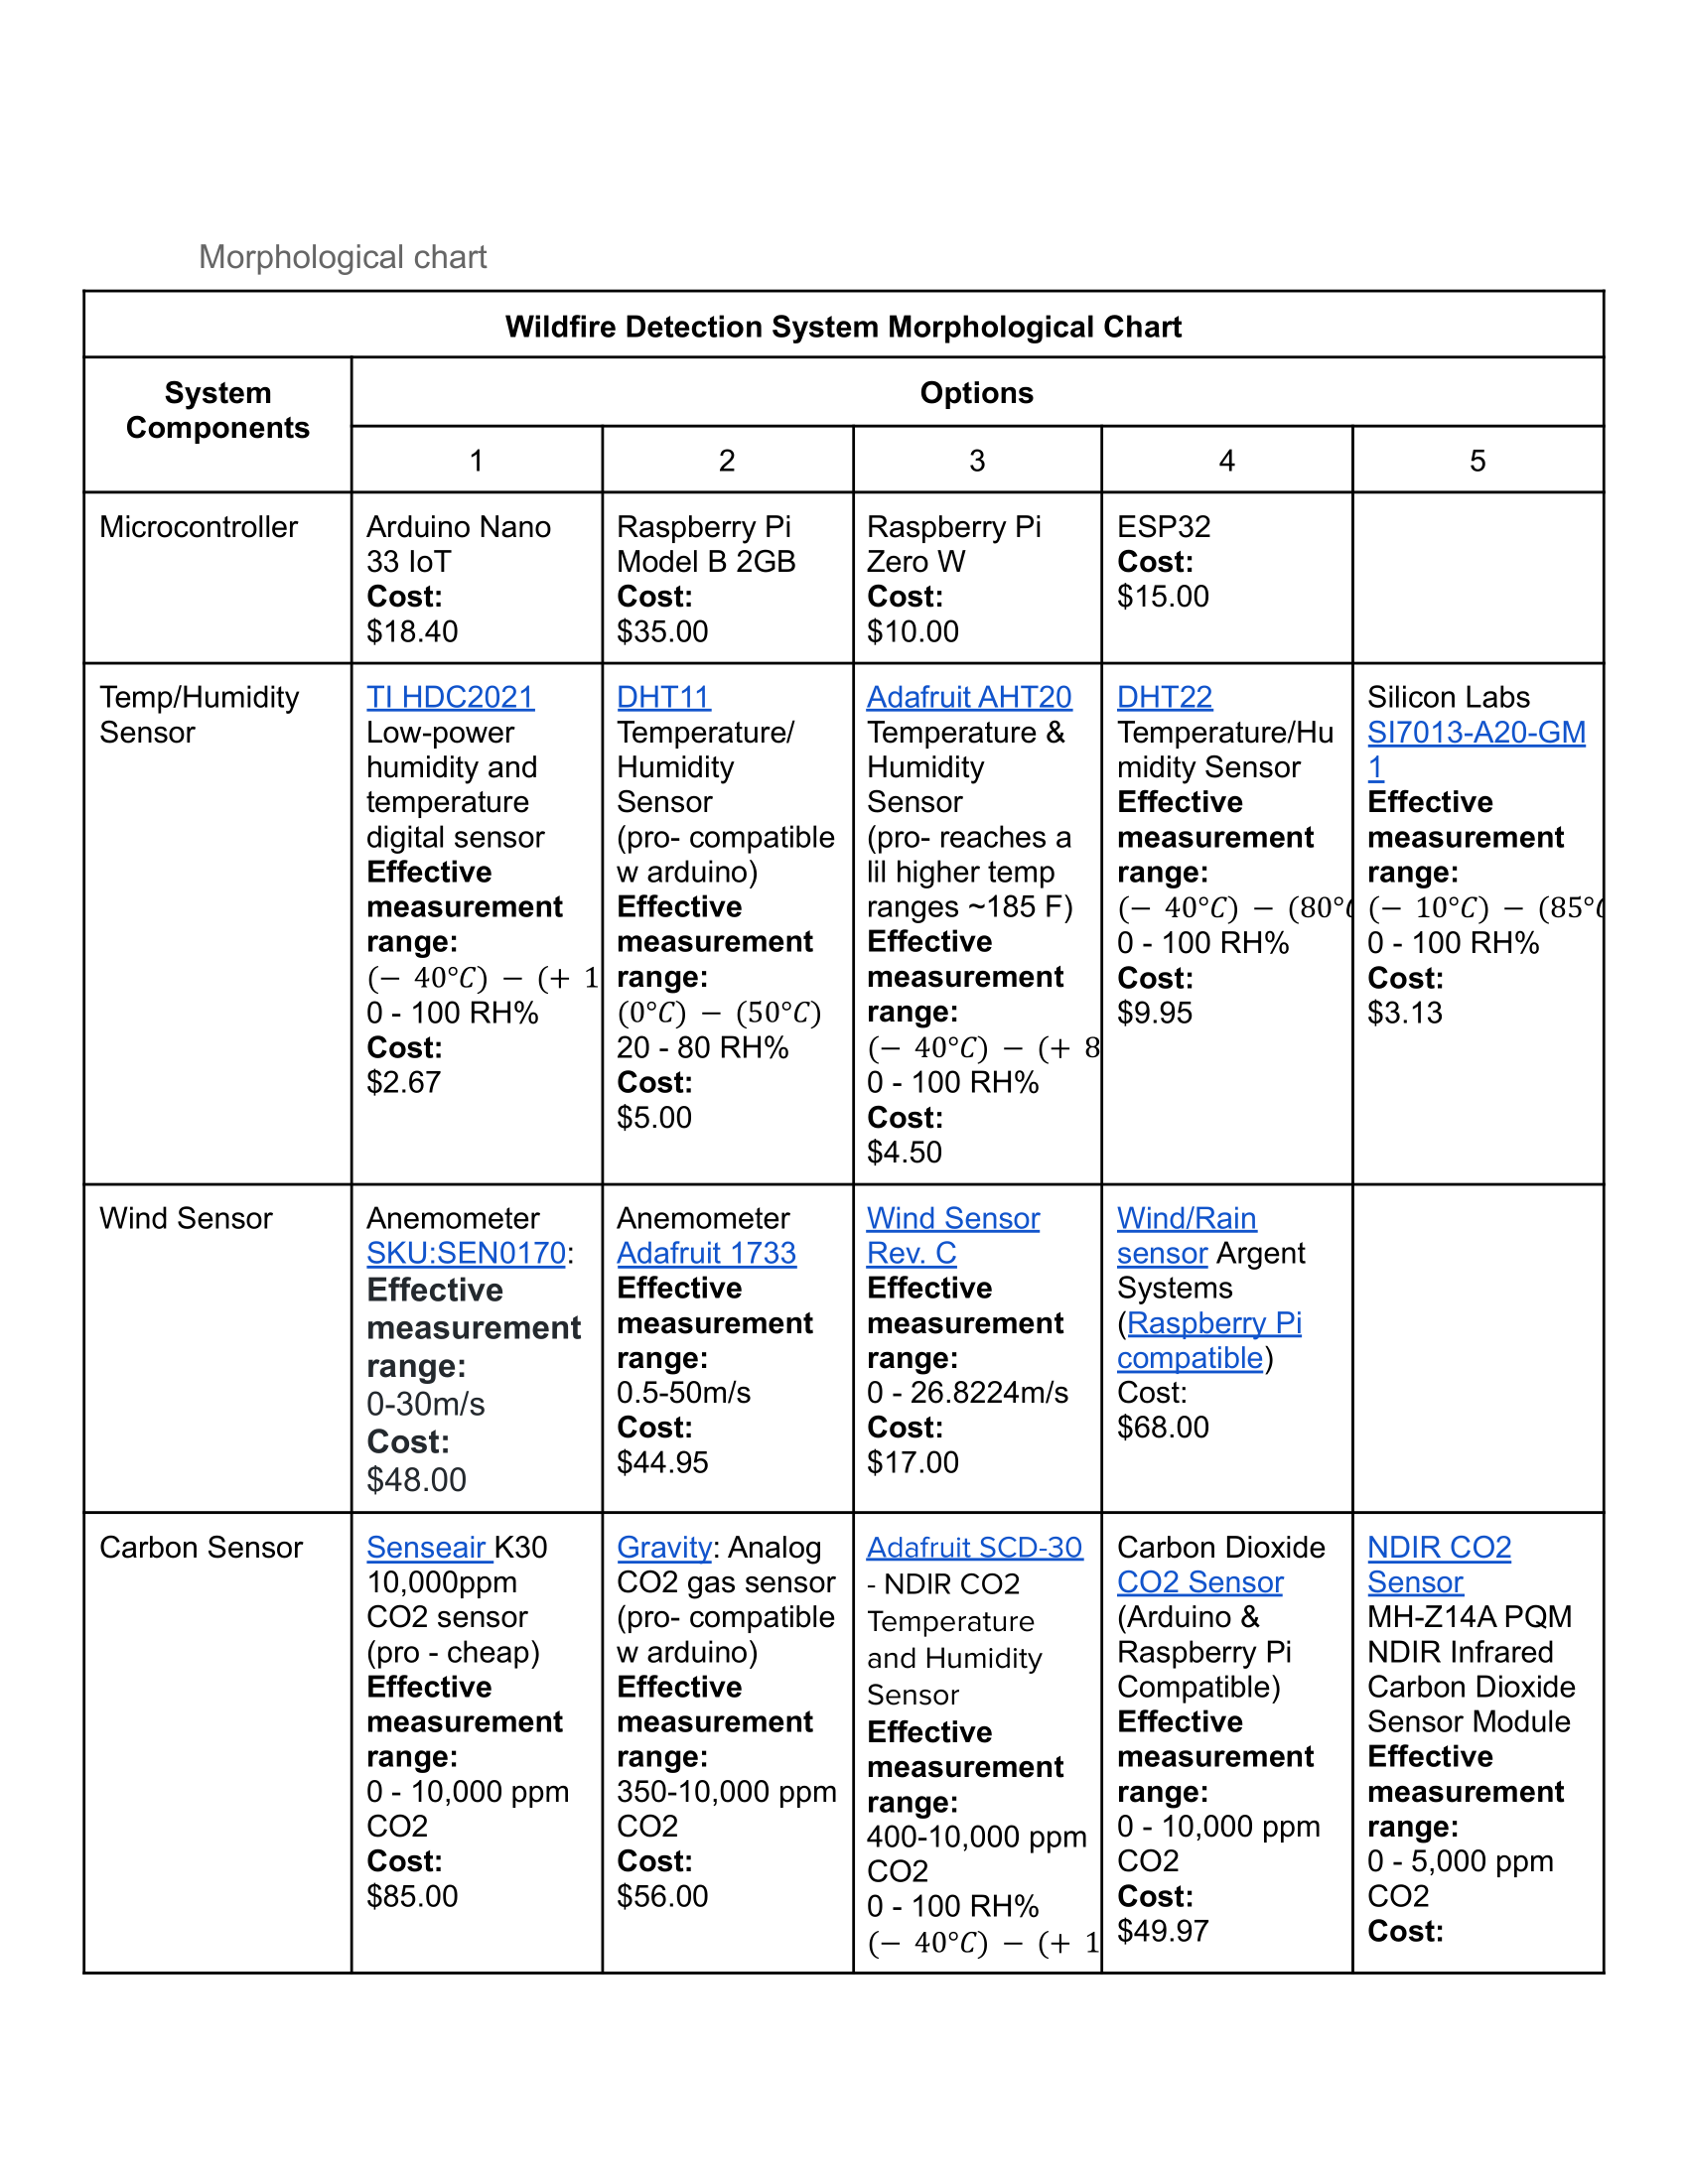 Morphological chart
Wildfire Detection System Morphological Chart
System
Components
Options
1
2
3
4
5
Microcontroller
Arduino Nano
33 IoT
Cost:
$18.40
Raspberry Pi
Model B 2GB
Cost:
$35.00
Raspberry Pi
Zero W
Cost:
$10.00
ESP32
Cost:
$15.00
Temp/Humidity
Sensor
TI HDC2021
Low-power
humidity and
temperature
digital sensor
Effective
measurement
range:
(− 40°C) − (+ 1
0 - 100 RH%
Cost:
$2.67
DHT11
Temperature/
Humidity
Sensor
(pro- compatible
w arduino)
Effective
measurement
range:
(0°C) − (50°C)
20 - 80 RH%
Cost:
$5.00
Adafruit AHT20
Temperature &
Humidity
Sensor
(pro- reaches a
lil higher temp
ranges ~185 F)
Effective
measurement
range:
(− 40°C) − (+ 8
0 - 100 RH%
Cost:
$4.50
DHT22
Temperature/Hu
midity Sensor
Effective
measurement
range:
(− 40°C) − (80°C
0 - 100 RH%
Cost:
$9.95
Silicon Labs
SI7013-A20-GM
1
Effective
measurement
range:
(− 10°C) − (85°C
0 - 100 RH%
Cost:
$3.13
Wind Sensor
Anemometer
SKU:SEN0170:
Effective
measurement
range:
0-30m/s
Cost:
$48.00
Anemometer
Adafruit 1733
Effective
measurement
range:
0.5-50m/s
Cost:
$44.95
Wind Sensor
Rev. C
Effective
measurement
range:
0 - 26.8224m/s
Cost:
$17.00
Wind/Rain
sensor Argent
Systems
(Raspberry Pi
compatible)
Cost:
$68.00
Carbon Sensor
Senseair K30
10,000ppm
CO2 sensor
(pro - cheap)
Effective
measurement
range:
0 - 10,000 ppm
CO2
Cost:
$85.00
Gravity: Analog
CO2 gas sensor
(pro- compatible
w arduino)
Effective
measurement
range:
350-10,000 ppm
CO2
Cost:
$56.00
Adafruit SCD-30
- NDIR CO2
Temperature
and Humidity
Sensor
Effective
measurement
range:
400-10,000 ppm
CO2
0 - 100 RH%
(− 40°C) − (+ 1
Carbon Dioxide
CO2 Sensor
(Arduino &
Raspberry Pi
Compatible)
Effective
measurement
range:
0 - 10,000 ppm
CO2
Cost:
$49.97
NDIR CO2
Sensor
MH-Z14A PQM
NDIR Infrared
Carbon Dioxide
Sensor Module
Effective
measurement
range:
0 - 5,000 ppm
CO2
Cost: